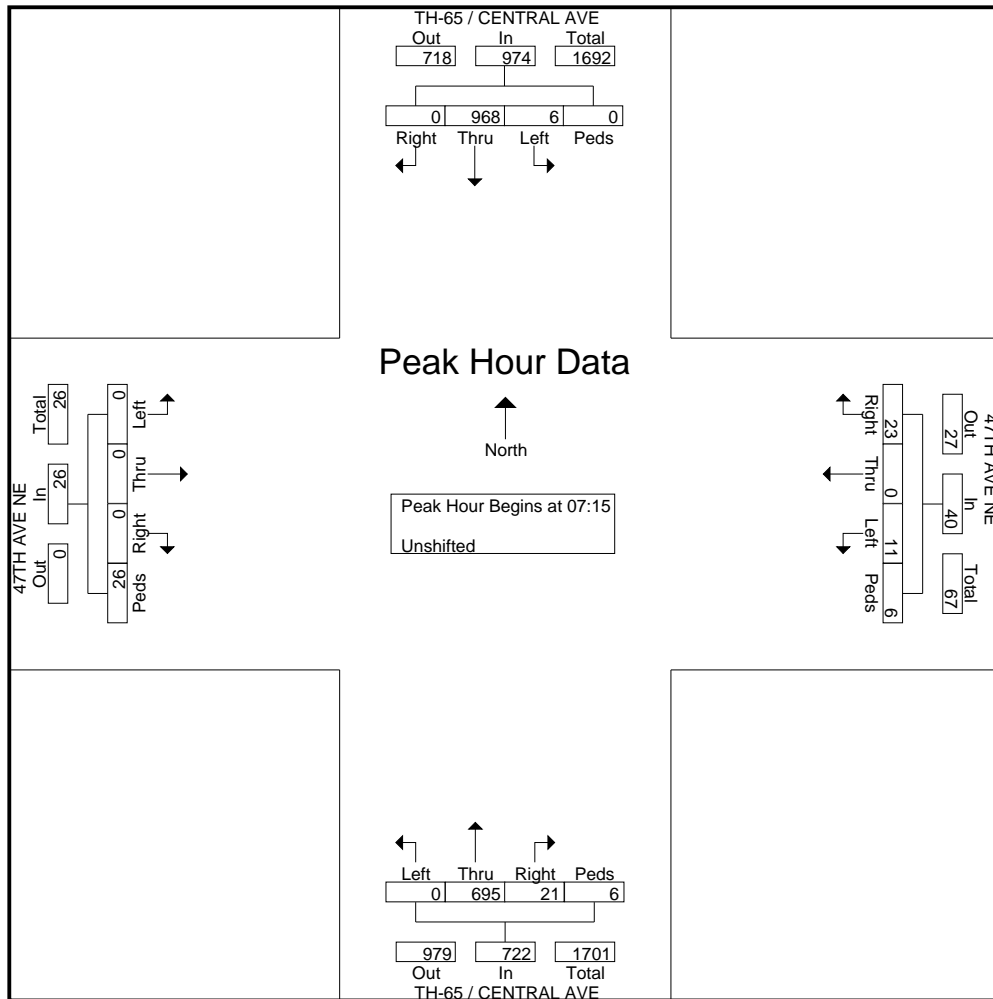 TH-65 / CENTRAL AVE
Out In Total
718 974 1692
0 968 6 0
Right Thru Left Peds
Peak Hour Data
North
Peak Hour Begins at 07:15
Unshifted
47TH AVE NE
Total In Out
26 26 0
0 0 0 26
Left Thru Right Peds
47TH AVE NE
Out In Total
27 40 67
23 0 11 6
Right Thru Left Peds
Left Thru Right Peds
0 695 21 6
979 722 1701
Out In Total
TH-65 / CENTRAL AVE